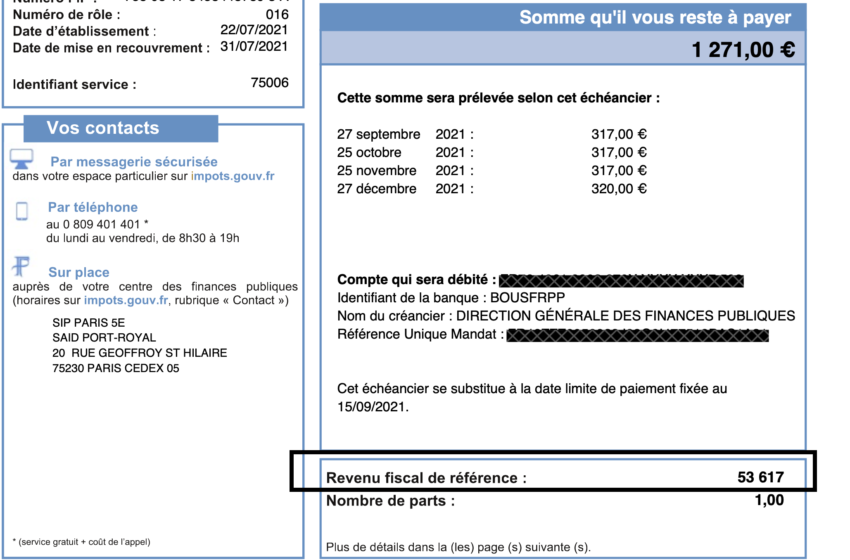 Numéro de rôle : 016
Date d'établissement : 22/07/2021
Date de mise en recouvrement : 31/07/2021
Identifiant service : 75006
Vos contacts
Par messagerie sécurisée
dans votre espace particulier sur impots.gouv.fr
Par téléphone
au 0 809 401 401 *
du lundi au vendredi, de 8h30 à 19h
Sur place
auprès de votre centre des finances publiques
(horaires sur impots.gouv.fr, rubrique « Contact »)
SIP PARIS 5E
SAID PORT-ROYAL
20 RUE GEOFFROY ST HILAIRE
75230 PARIS CEDEX 05
* (service gratuit + coût de l'appel)
Somme qu'il vous reste à payer
1 271,00 €
Cette somme sera prélevée selon cet échéancier :
27 septembre 2021 : 317,00 €
25 octobre 2021 : 317,00 €
25 novembre 2021 : 317,00 €
27 décembre 2021 : 320,00 €
Compte qui sera débité :
Identifiant de la banque : BOUSFRPP
Nom du créancier : DIRECTION GÉNÉRALE DES FINANCES PUBLIQUES
Référence Unique Mandat :
Cet échéancier se substitue à la date limite de paiement fixée au
15/09/2021.
Revenu fiscal de référence : 53 617
Nombre de parts : 1,00
Plus de détails dans la (les) page (s) suivante (s).